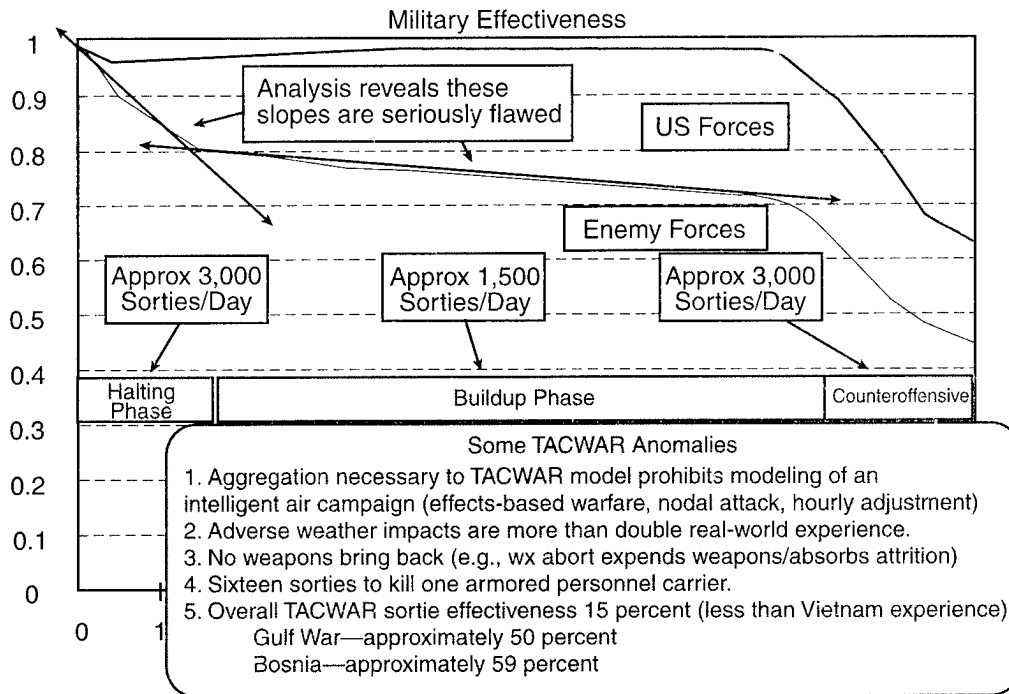 Military Effectiveness
1
0.9
0.8
0.7
0.6
0.5
0.4
0.3
0.2
0.1
0
0
1
Analysis reveals these
slopes are seriously flawed
US Forces
Enemy Forces
Approx 3,000
Sorties/Day
Approx 1,500
Sorties/Day
Approx 3,000
Sorties/Day
Halting
Phase
Buildup Phase
Counteroffensive
Some TACWAR Anomalies
1. Aggregation necessary to TACWAR model prohibits modeling of an
intelligent air campaign (effects-based warfare, nodal attack, hourly adjustment)
2. Adverse weather impacts are more than double real-world experience.
3. No weapons bring back (e.g., wx abort expends weapons/absorbs attrition)
4. Sixteen sorties to kill one armored personnel carrier.
5. Overall TACWAR sortie effectiveness 15 percent (less than Vietnam experience)
Gulf War—approximately 50 percent
Bosnia—approximately 59 percent